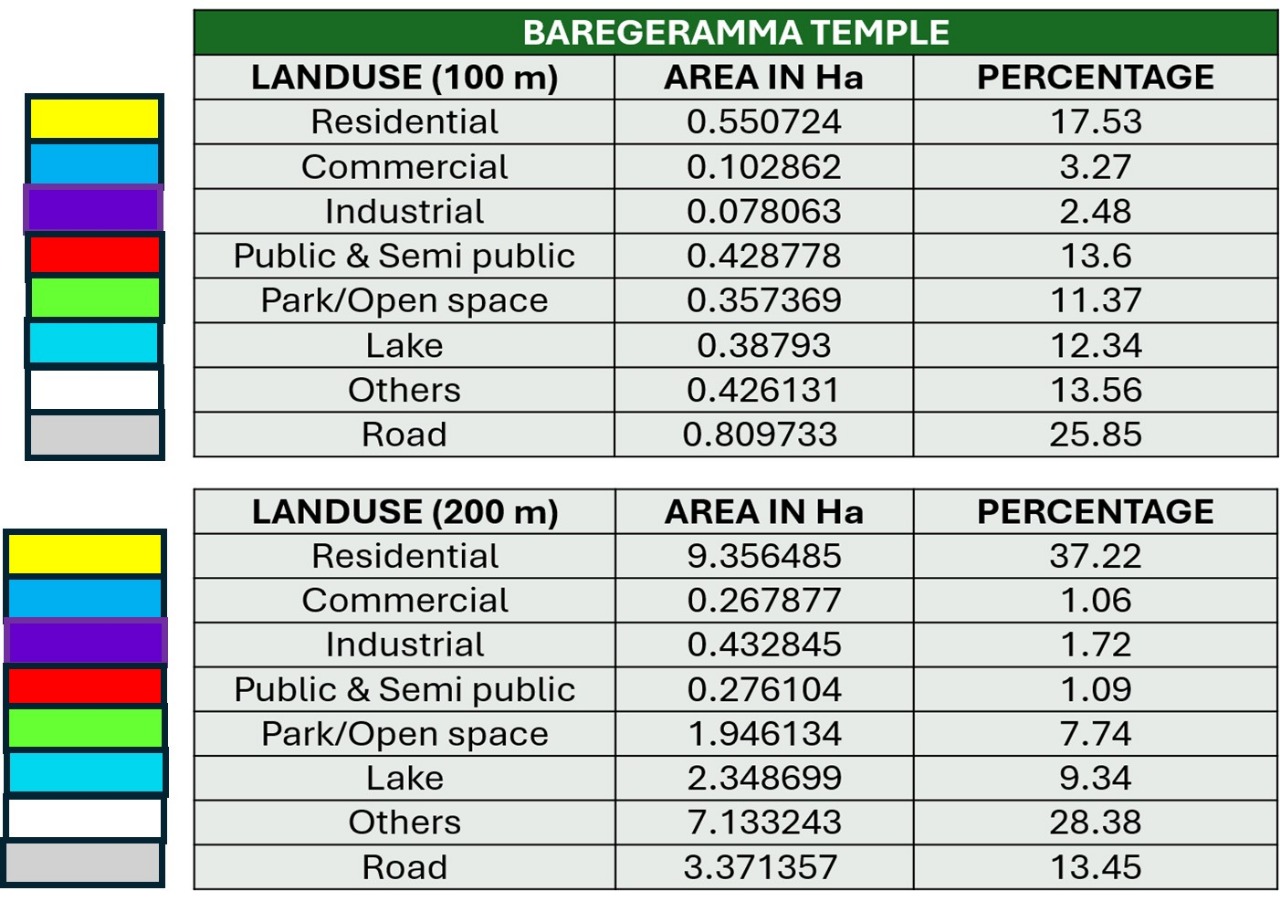 BAREGERAMMA TEMPLE
LANDUSE (100 m) AREA IN Ha PERCENTAGE
Residential 0.550724 17.53
Commercial 0.102862 3.27
Industrial 0.078063 2.48
Public & Semi public 0.428778 13.6
Park/Open space 0.357369 11.37
Lake 0.38793 12.34
Others 0.426131 13.56
Road 0.809733 25.85
LANDUSE (200 m) AREA IN Ha PERCENTAGE
Residential 9.356485 37.22
Commercial 0.267877 1.06
Industrial 0.432845 1.72
Public & Semi public 0.276104 1.09
Park/Open space 1.946134 7.74
Lake 2.348699 9.34
Others 7.133243 28.38
Road 3.371357 13.45